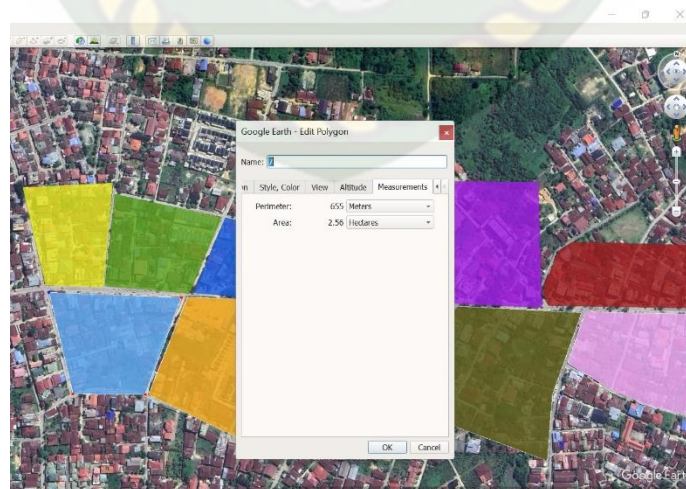 Google Earth - Edit Polygon
Name: 7
Style, Color View Altitude Measurements
Perimeter: 655 Meters
Area: 2.56 Hectares
OK Cancel
Google Earth